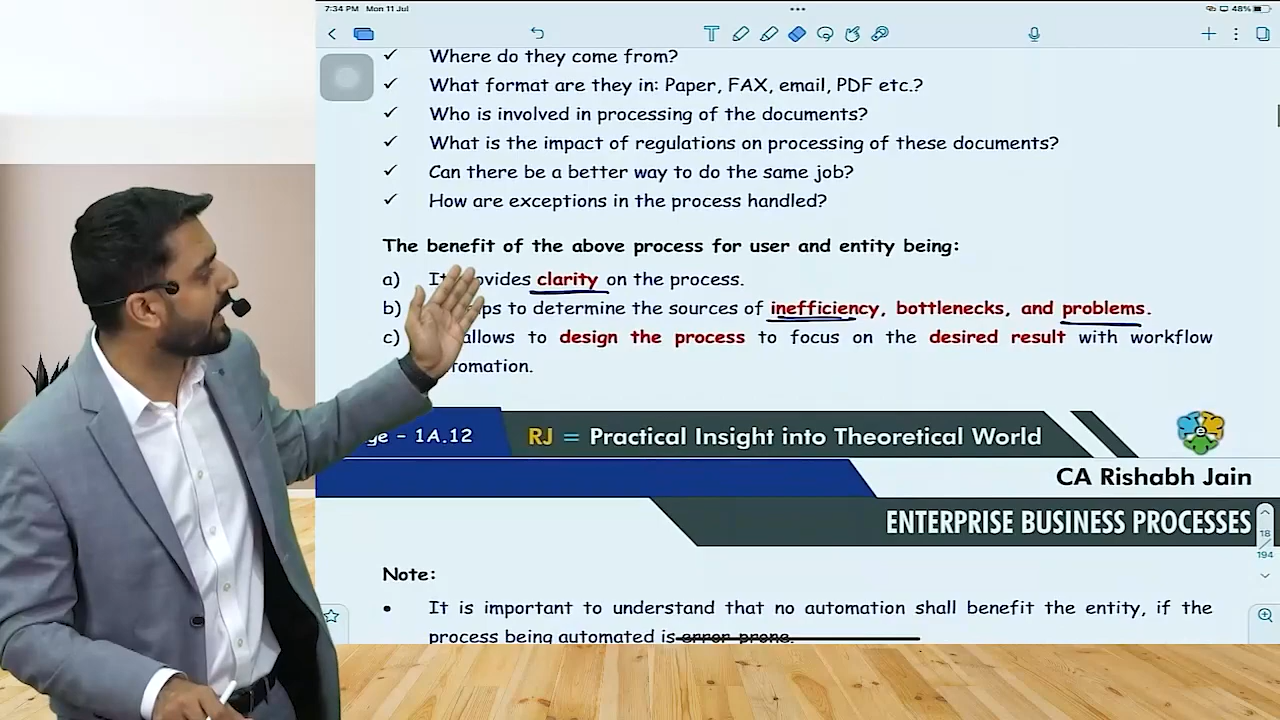 7:34 PM Mon 11 Jul
48%
Where do they come from?
What format are they in: Paper, FAX, email, PDF etc.?
Who is involved in processing of the documents?
What is the impact of regulations on processing of these documents?
Can there be a better way to do the same job?
How are exceptions in the process handled?
The benefit of the above process for user and entity being:
a) It provides clarity on the process.
b) ps to determine the sources of inefficiency, bottlenecks, and problems.
c) allows to design the process to focus on the desired result with workflow
tomation.
ge – 1A.12 RJ = Practical Insight into Theoretical World
CA Rishabh Jain
ENTERPRISE BUSINESS PROCESSES
18
194
Note:
• It is important to understand that no automation shall benefit the entity, if the
process being automated is error-prone.